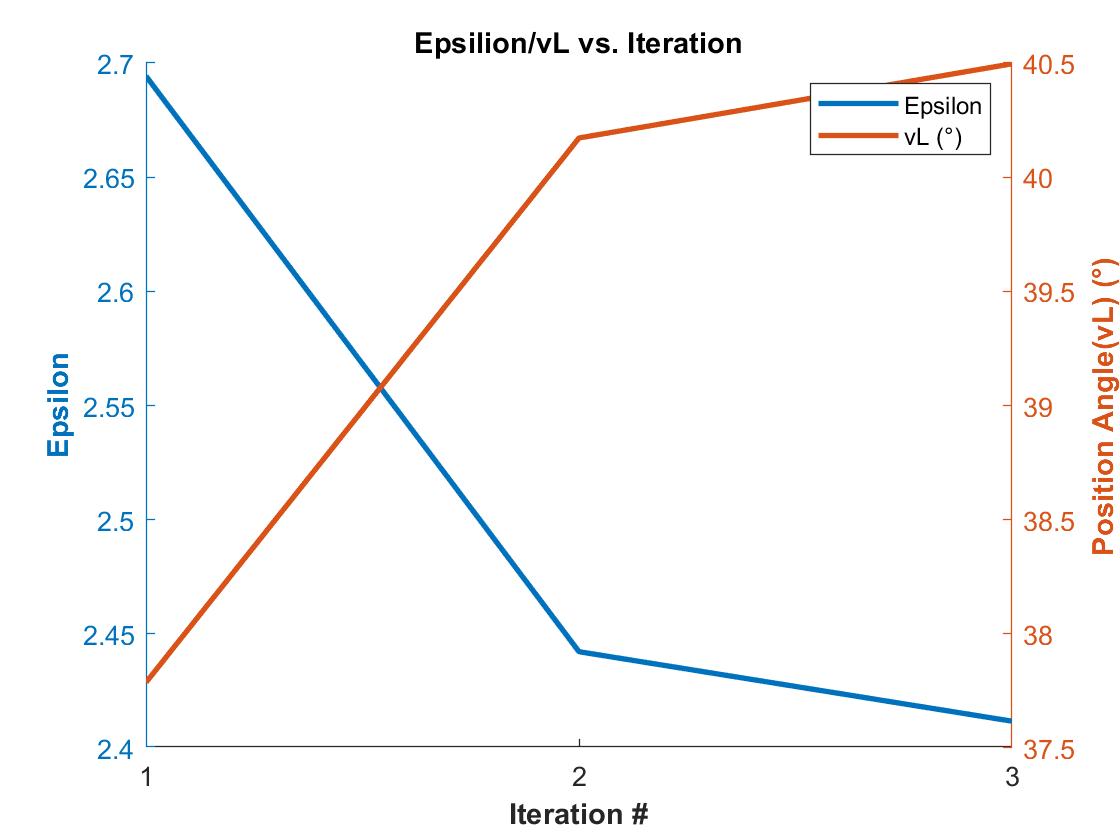 Epsilion/vL vs. Iteration
2.7
2.65
2.6
2.55
2.5
2.45
2.4
Epsilon
40.5
40
39.5
39
38.5
38
37.5
Position Angle(vL) (°)
Epsilon
vL (°)
1 2 3
Iteration #